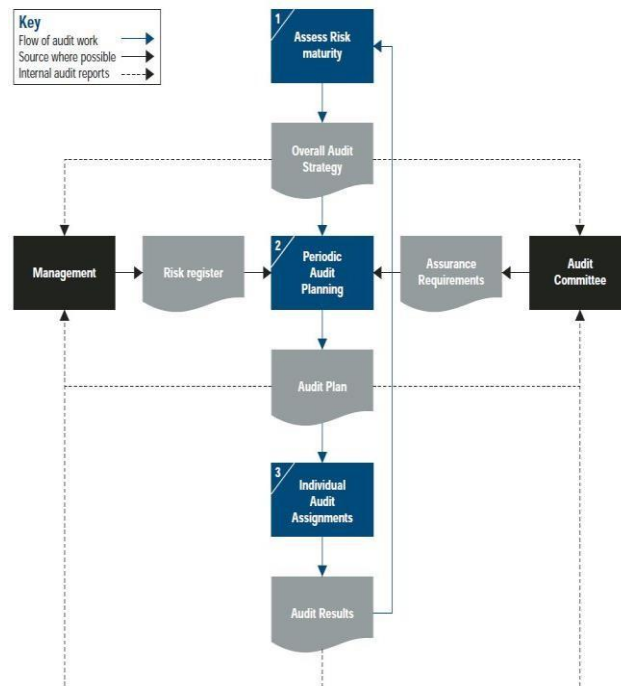 Key
Flow of audit work
Source where possible
Internal audit reports
1
Assess Risk
maturity
Overall Audit
Strategy
Management
Risk register
2
Periodic
Audit
Planning
Assurance
Requirements
Audit
Committee
Audit Plan
3
Individual
Audit
Assignments
Audit Results